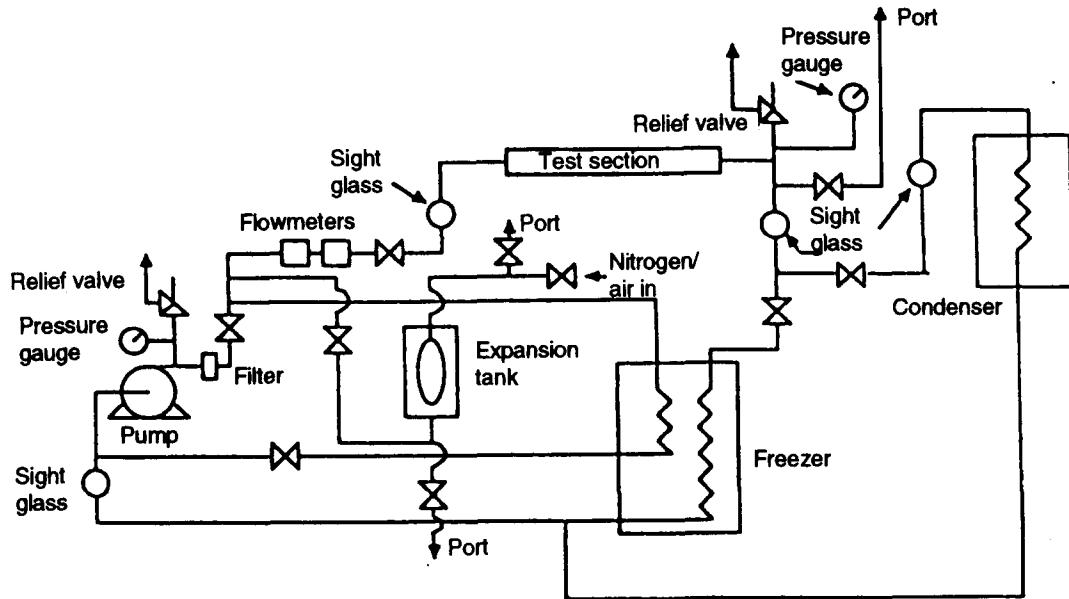 Port
Pressure
gauge
Relief valve
Sight
glass
Test section
Flowmeters
Port
Sight
glass
Nitrogen/
air in
Relief valve
Condenser
Pressure
gauge
Expansion
tank
Filter
Pump
Freezer
Sight
glass
Port